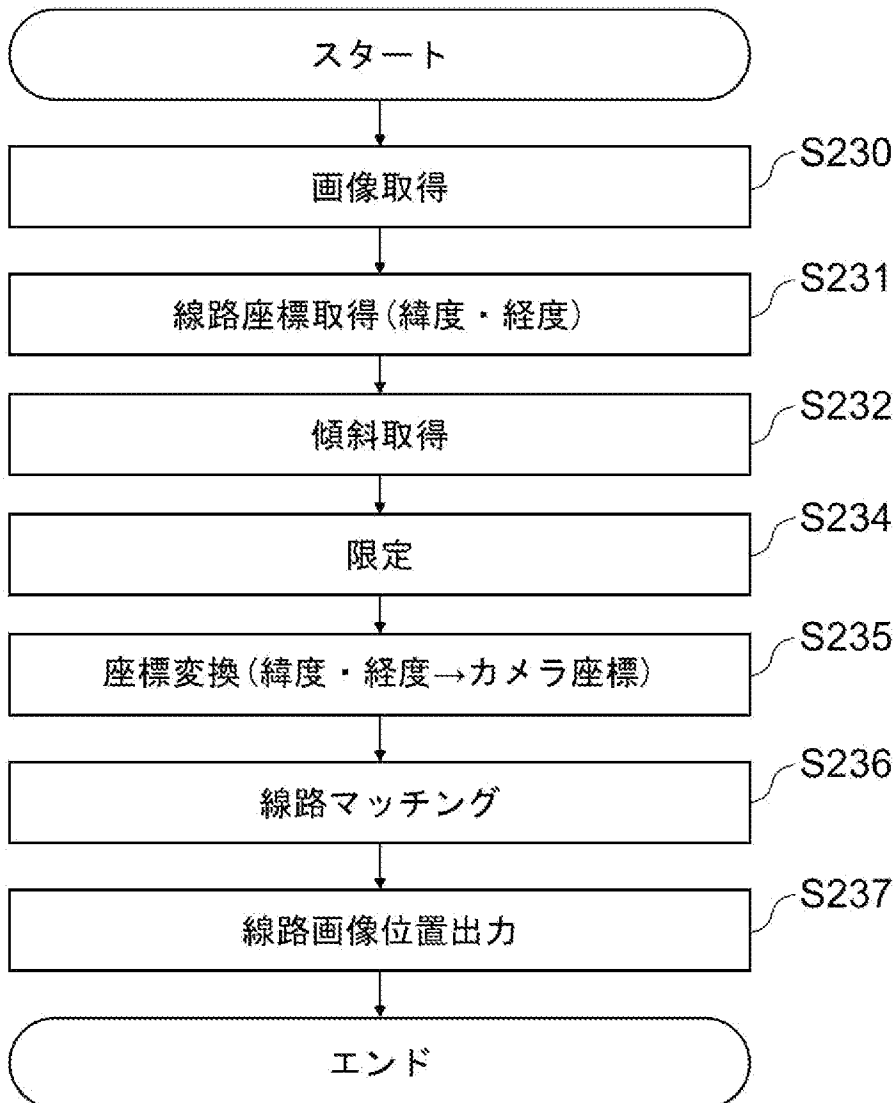 スタート
S230
画像取得
S231
線路座標取得(緯度・経度)
S232
傾斜取得
S234
限定
S235
座標変換(緯度・経度→カメラ座標)
S236
線路マッチング
S237
線路画像位置出力
エンド